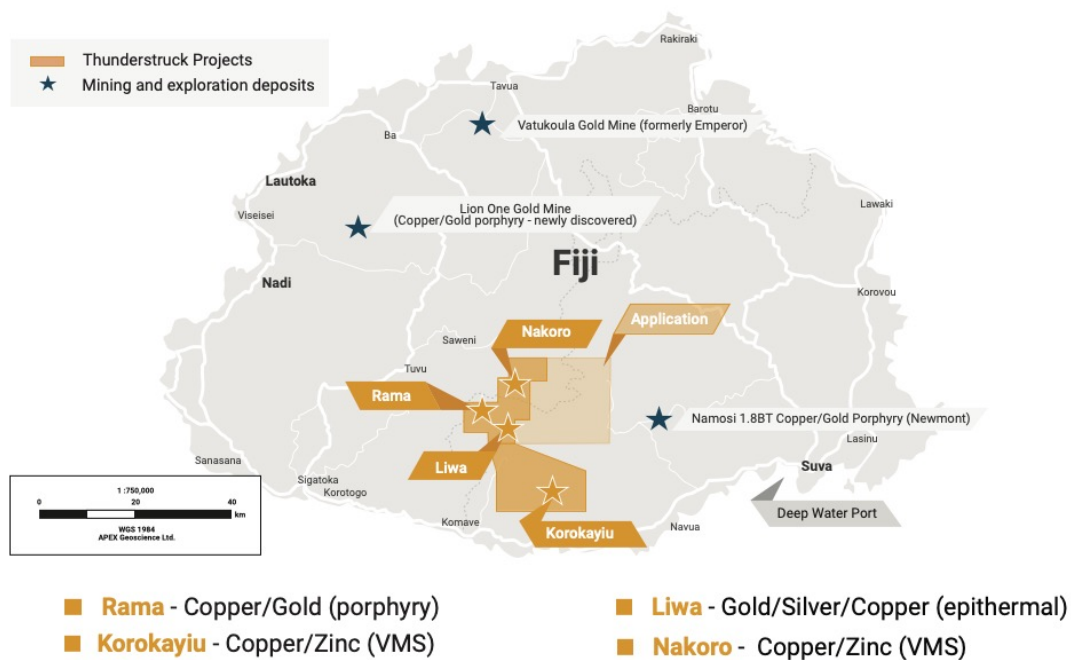 Thunderstruck Projects
Mining and exploration deposits
Rakiraki
Tavua
Barotu
Vatukoula Gold Mine (formerly Emperor)
Ba
Lautoka
Lion One Gold Mine
(Copper/Gold porphyry - newly discovered)
Viseisei
Lawaki
Fiji
Nadi
Korovou
Application
Nakoro
Saweni
Tuvu
Rama
Namosi 1.8BT Copper/Gold Porphyry (Newmont)
Lasinu
Sanasana
Liwa
Suva
Sigatoka
Korotogo
1 :750,000
0 20 40
km
WGS 1984
APEX Geoscience Ltd.
Deep Water Port
Komave
Navua
Korokayiu
Rama - Copper/Gold (porphyry)
Liwa - Gold/Silver/Copper (epithermal)
Korokayiu - Copper/Zinc (VMS)
Nakoro - Copper/Zinc (VMS)